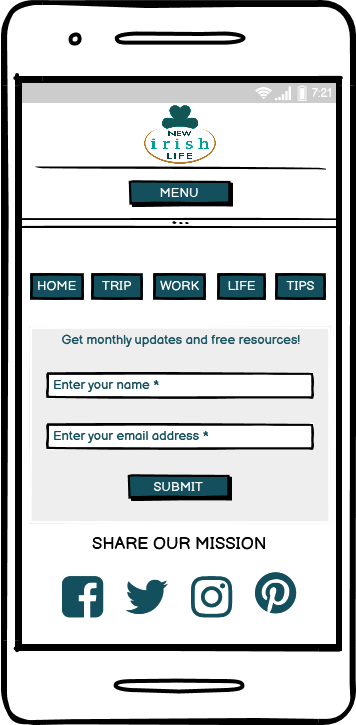 7:21
NEW
irish
LIFE
MENU
HOME TRIP WORK LIFE TIPS
Get monthly updates and free resources!
Enter your name *
Enter your email address *
SUBMIT
SHARE OUR MISSION